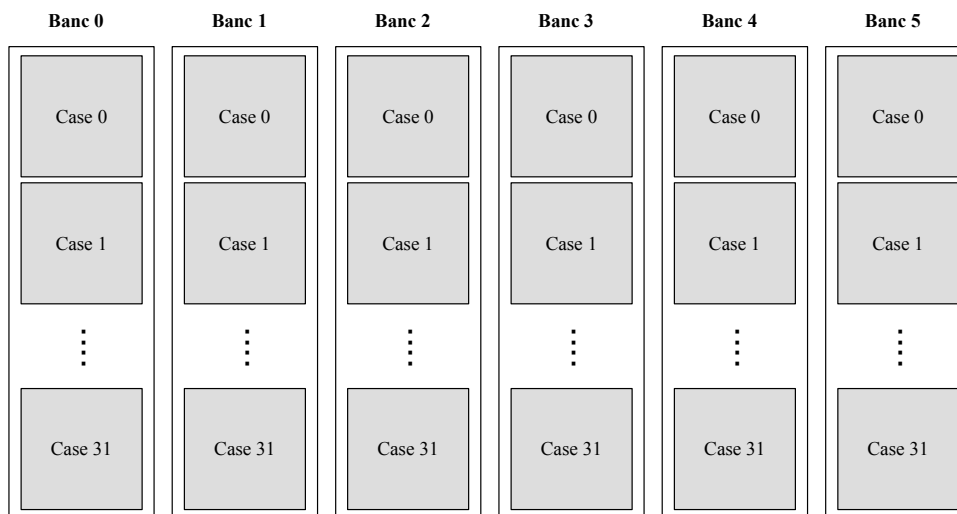 Banc 0 Banc 1 Banc 2 Banc 3 Banc 4 Banc 5
Case 0 Case 0 Case 0 Case 0 Case 0 Case 0
Case 1 Case 1 Case 1 Case 1 Case 1 Case 1
Case 31 Case 31 Case 31 Case 31 Case 31 Case 31